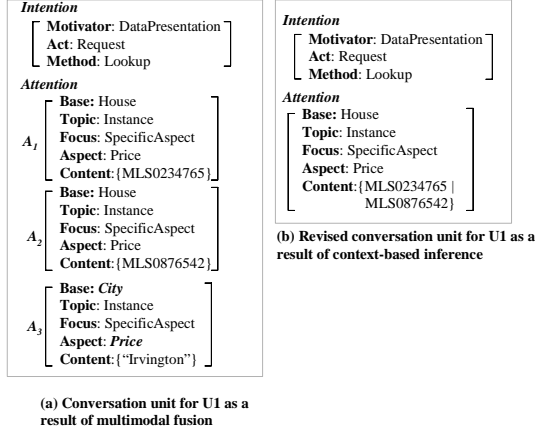 Intention
Motivator: DataPresentation
Act: Request
Method: Lookup
Attention
A1
Base: House
Topic: Instance
Focus: SpecificAspect
Aspect: Price
Content:{MLS0234765}
A2
Base: House
Topic: Instance
Focus: SpecificAspect
Aspect: Price
Content:{MLS0876542}
A3
Base: City
Topic: Instance
Focus: SpecificAspect
Aspect: Price
Content:{“Irvington”}
(a) Conversation unit for U1 as a
result of multimodal fusion
Intention
Motivator: DataPresentation
Act: Request
Method: Lookup
Attention
Base: House
Topic: Instance
Focus: SpecificAspect
Aspect: Price
Content:{MLS0234765 |
MLS0876542}
(b) Revised conversation unit for U1 as a
result of context-based inference